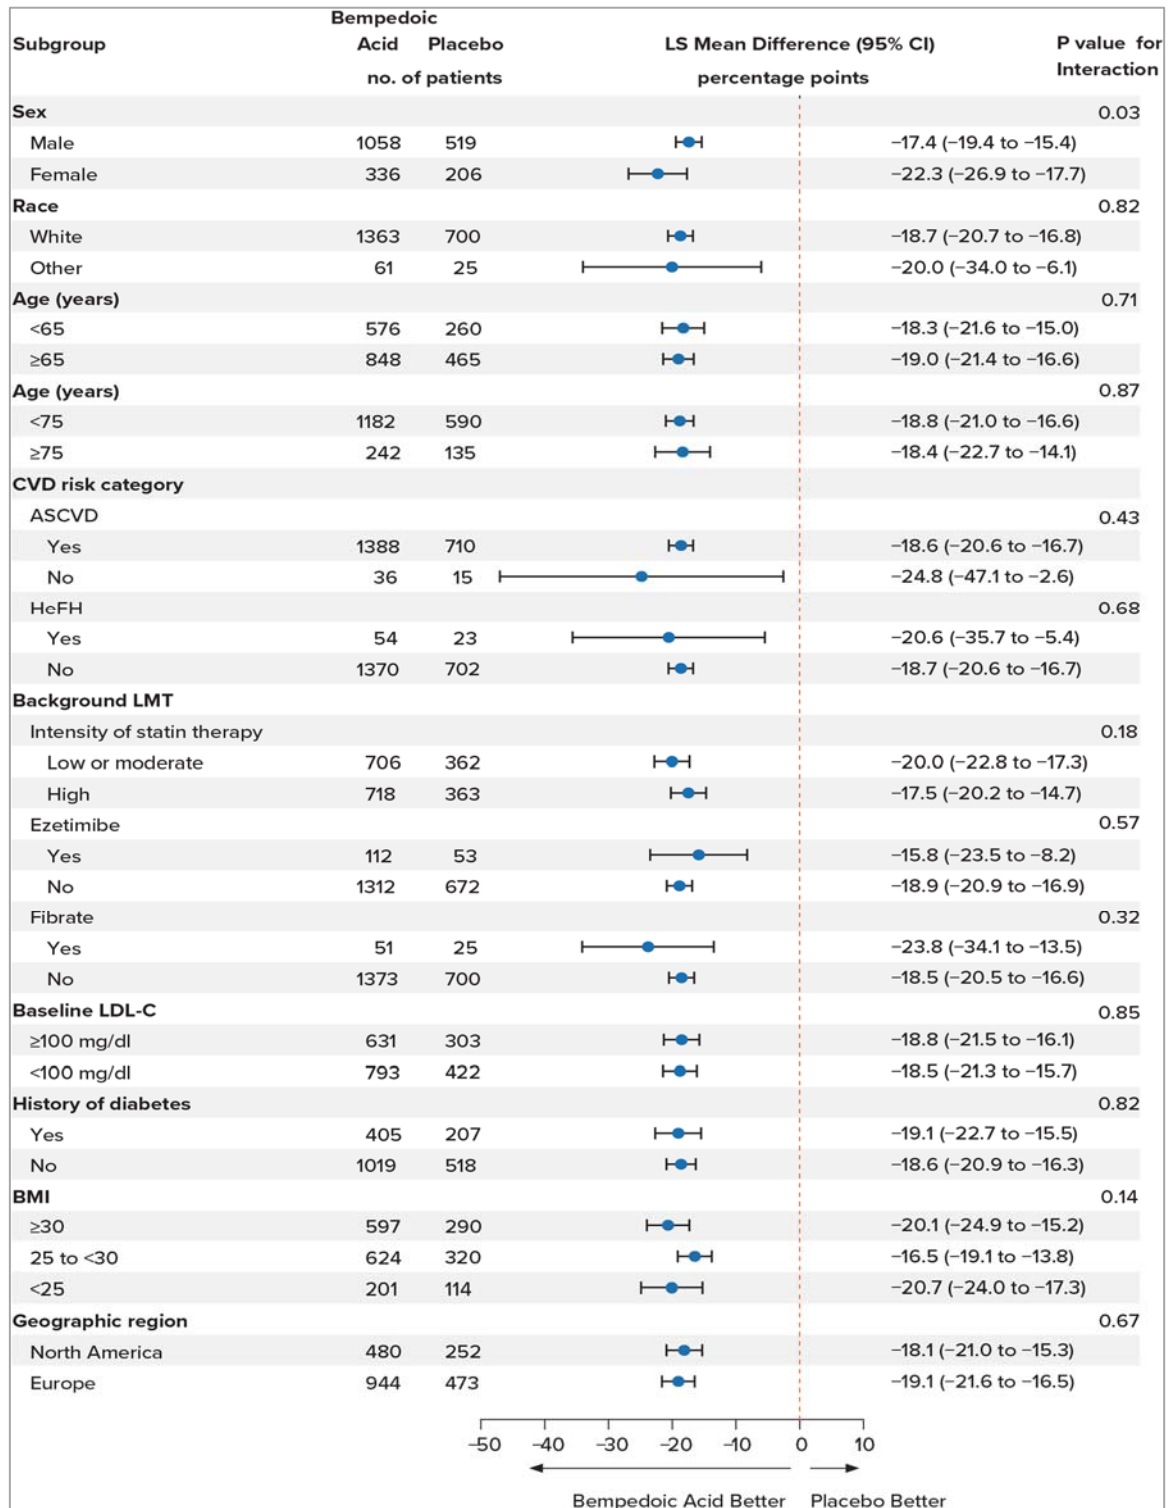 Bempedoic
Subgroup Acid Placebo LS Mean Difference (95% CI) P value for
no. of patients percentage points Interaction
Sex 0.03
Male 1058 519 −17.4 (−19.4 to −15.4)
Female 336 206 −22.3 (−26.9 to −17.7)
Race 0.82
White 1363 700 −18.7 (−20.7 to −16.8)
Other 61 25 −20.0 (−34.0 to −6.1)
Age (years) 0.71
<65 576 260 −18.3 (−21.6 to −15.0)
≥65 848 465 −19.0 (−21.4 to −16.6)
Age (years) 0.87
<75 1182 590 −18.8 (−21.0 to −16.6)
≥75 242 135 −18.4 (−22.7 to −14.1)
CVD risk category
ASCVD 0.43
Yes 1388 710 −18.6 (−20.6 to −16.7)
No 36 15 −24.8 (−47.1 to −2.6)
HeFH 0.68
Yes 54 23 −20.6 (−35.7 to −5.4)
No 1370 702 −18.7 (−20.6 to −16.7)
Background LMT
Intensity of statin therapy 0.18
Low or moderate 706 362 −20.0 (−22.8 to −17.3)
High 718 363 −17.5 (−20.2 to −14.7)
Ezetimibe 0.57
Yes 112 53 −15.8 (−23.5 to −8.2)
No 1312 672 −18.9 (−20.9 to −16.9)
Fibrate 0.32
Yes 51 25 −23.8 (−34.1 to −13.5)
No 1373 700 −18.5 (−20.5 to −16.6)
Baseline LDL-C 0.85
≥100 mg/dl 631 303 −18.8 (−21.5 to −16.1)
<100 mg/dl 793 422 −18.5 (−21.3 to −15.7)
History of diabetes 0.82
Yes 405 207 −19.1 (−22.7 to −15.5)
No 1019 518 −18.6 (−20.9 to −16.3)
BMI 0.14
≥30 597 290 −20.1 (−24.9 to −15.2)
25 to <30 624 320 −16.5 (−19.1 to −13.8)
<25 201 114 −20.7 (−24.0 to −17.3)
Geographic region 0.67
North America 480 252 −18.1 (−21.0 to −15.3)
Europe 944 473 −19.1 (−21.6 to −16.5)
−50 −40 −30 −20 −10 0 10
Bempedoic Acid Better Placebo Better